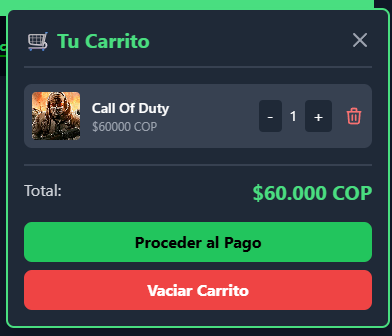 Tu Carrito
Call Of Duty
$60000 COP
- 1 +
Total:
$60.000 COP
Proceder al Pago
Vaciar Carrito